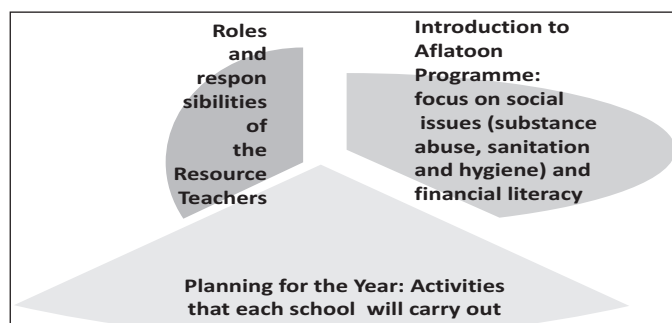 Roles
and
respon
sibilities
of
the
Resource
Teachers
Introduction to
Aflatoon
Programme:
focus on social
issues (substance
abuse, sanitation
and hygiene) and
financial literacy
Planning for the Year: Activities
that each school will carry out